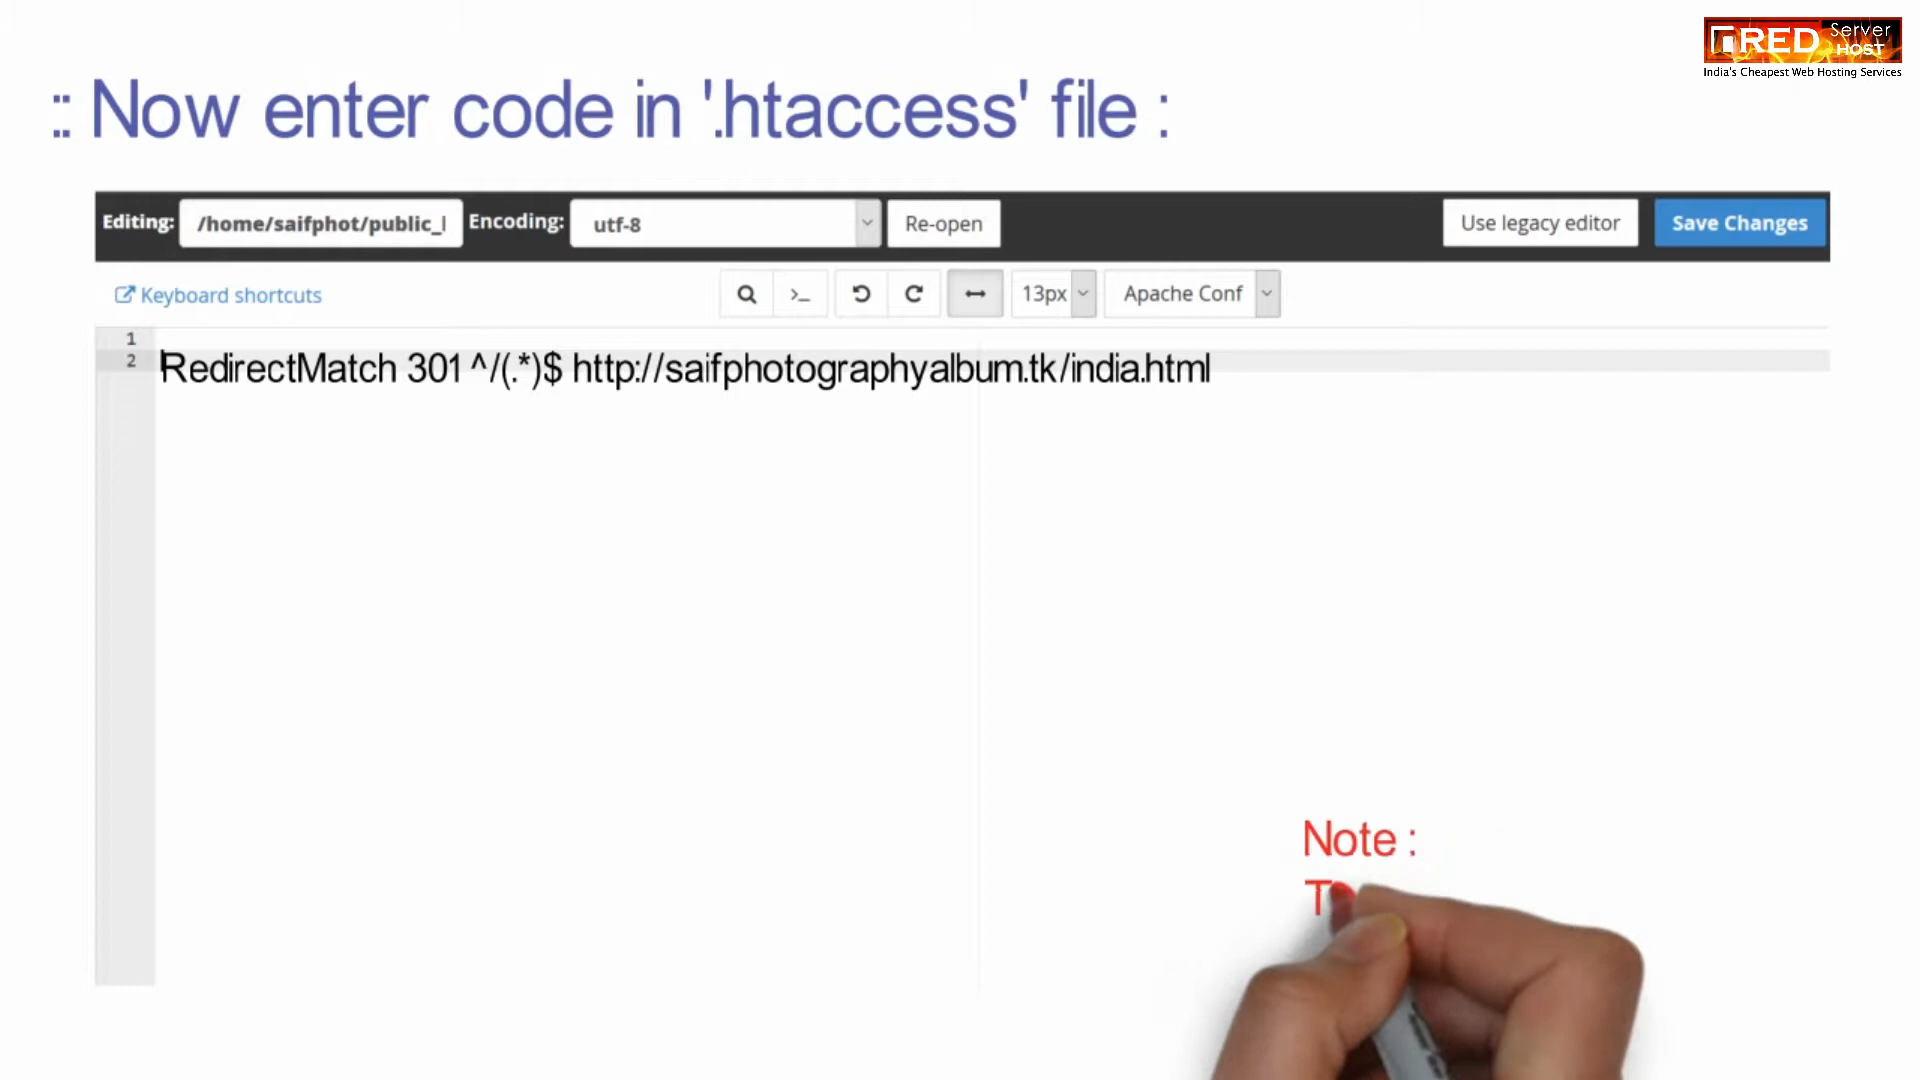 RED Server HOST
India's Cheapest Web Hosting Services
:: Now enter code in '.htaccess' file :
Editing: /home/saifphot/public_ Encoding: utf-8 Re-open Use legacy editor Save Changes
Keyboard shortcuts >_ 13px Apache Conf
1
2 RedirectMatch 301 ^/(.*)$ http://saifphotographyalbum.tk/india.html
Note :